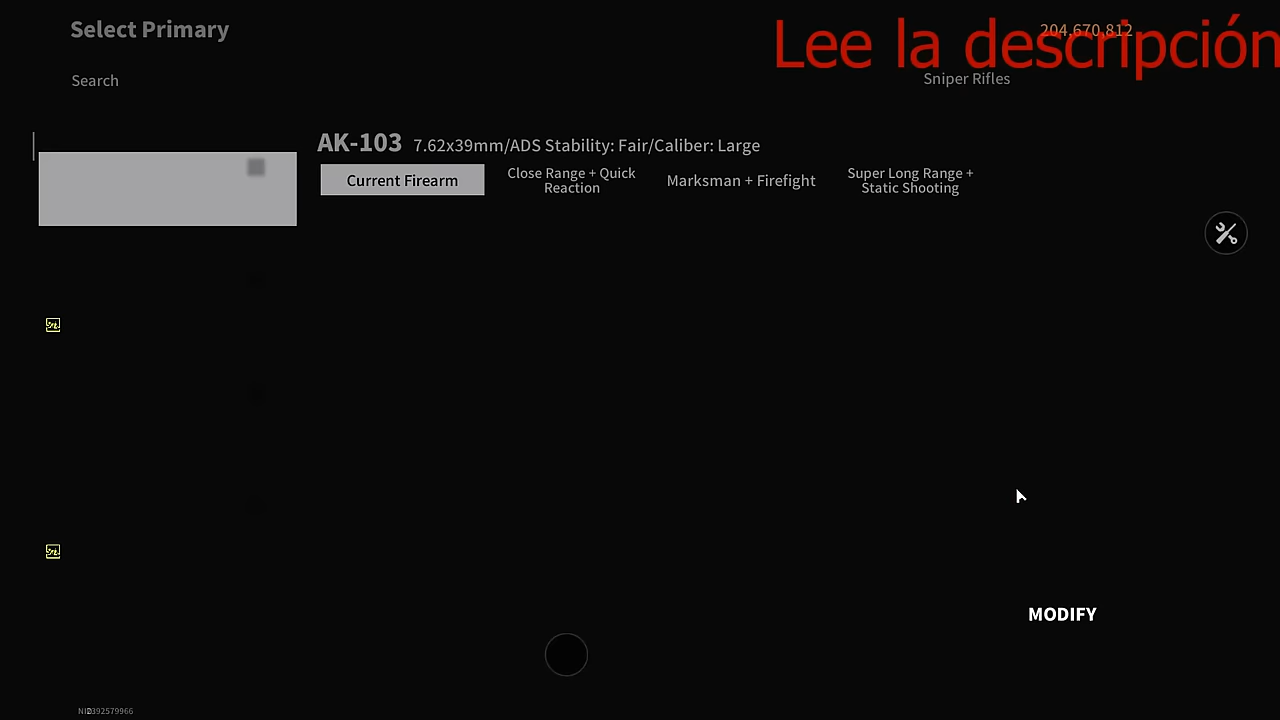 Select Primary
204,670,812
Lee la descripción
Search
Sniper Rifles
AK-103 7.62x39mm/ADS Stability: Fair/Caliber: Large
Current Firearm
Close Range + Quick
Reaction
Marksman + Firefight
Super Long Range +
Static Shooting
MODIFY